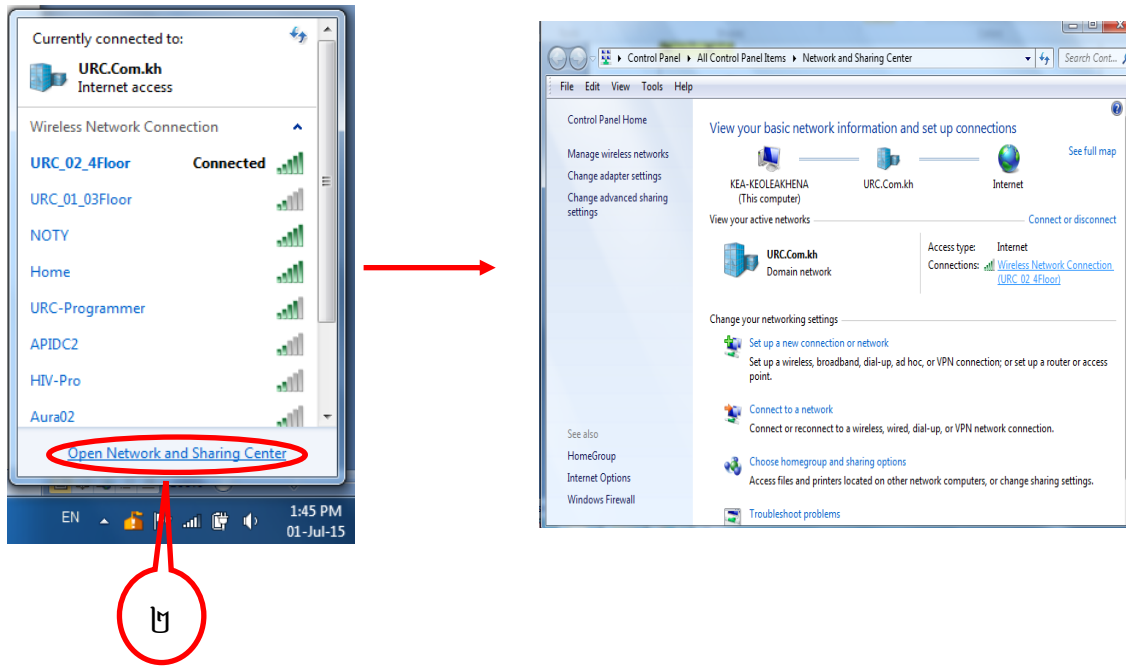 Currently connected to:
URC.Com.kh
Internet access
Wireless Network Connection
URC_02_4Floor Connected
URC_01_03Floor
NOTY
Home
URC-Programmer
APIDC2
HIV-Pro
Aura02
Open Network and Sharing Center
EN 1:45 PM
01-Jul-15
២
Control Panel All Control Panel Items Network and Sharing Center Search Cont...
File Edit View Tools Help
Control Panel Home
Manage wireless networks
Change adapter settings
Change advanced sharing
settings
See also
HomeGroup
Internet Options
Windows Firewall
View your basic network information and set up connections
See full map
KEA-KEOLEAKHENA URC.Com.kh Internet
(This computer)
View your active networks Connect or disconnect
URC.Com.kh
Domain network
Access type: Internet
Connections: Wireless Network Connection
(URC_02_4Floor)
Change your networking settings
Set up a new connection or network
Set up a wireless, broadband, dial-up, ad hoc, or VPN connection; or set up a router or access
point.
Connect to a network
Connect or reconnect to a wireless, wired, dial-up, or VPN network connection.
Choose homegroup and sharing options
Access files and printers located on other network computers, or change sharing settings.
Troubleshoot problems